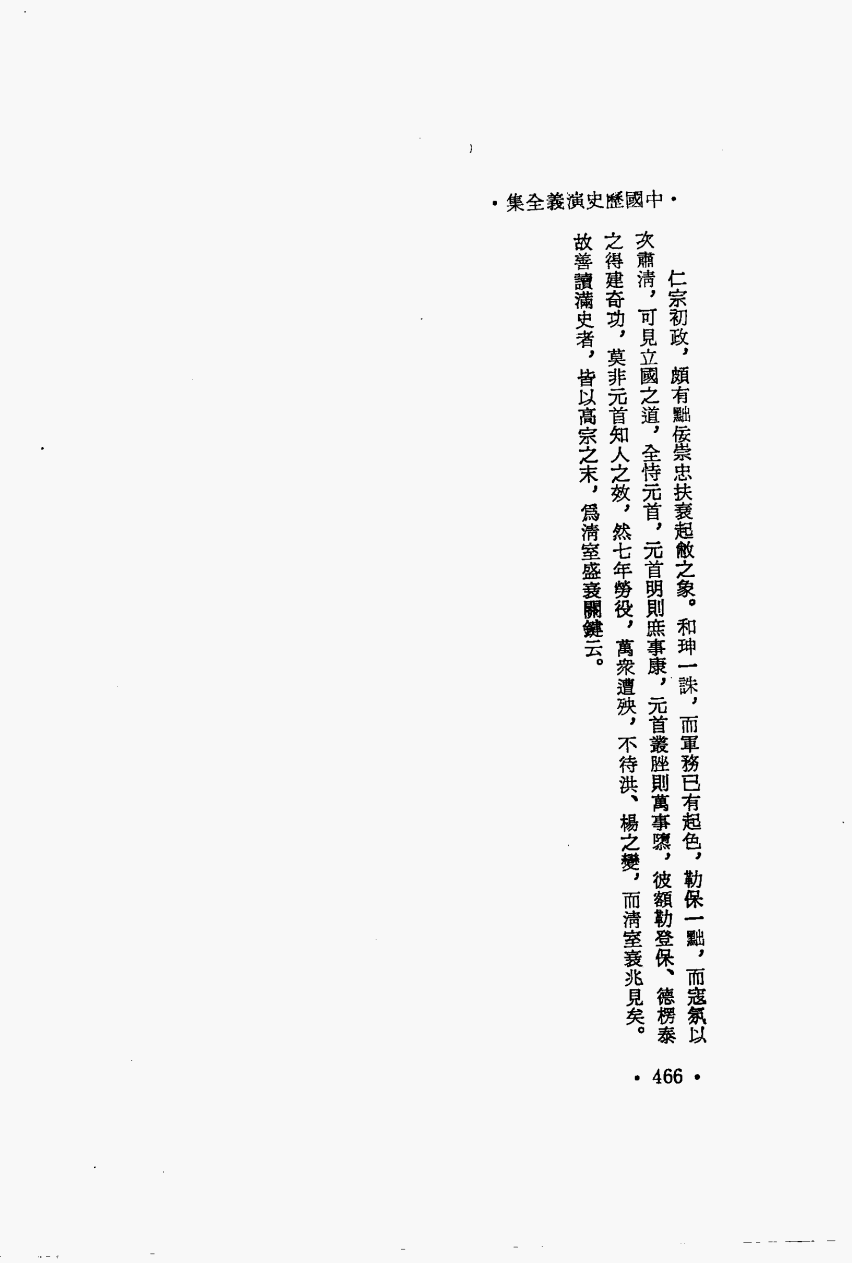 ·中國歷史演義全集·
仁宗初政，頗有黜佞崇忠扶衰起敝之象。和珅一誅，而軍務已有起色，勒保一黜，而寇氛以
次肅清，可見立國之道，全恃元首，元首明則庶事康，元首叢脞則萬事隳，彼額勒登保、德楞泰
之得建奇功，莫非元首知人之效，然七年勞役，萬衆遭殃，不待洪、楊之變，而清室衰兆見矣。
故善讀滿史者，皆以高宗之末，爲清室盛衰關鍵云。
·466·